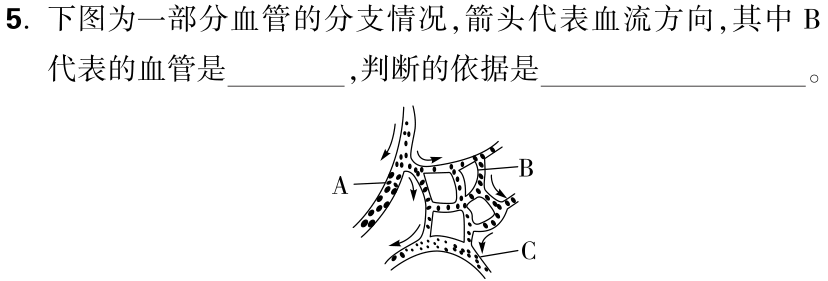 5. 下图为一部分血管的分支情况,箭头代表血流方向,其中 B
代表的血管是________,判断的依据是__________________。
A
B
C